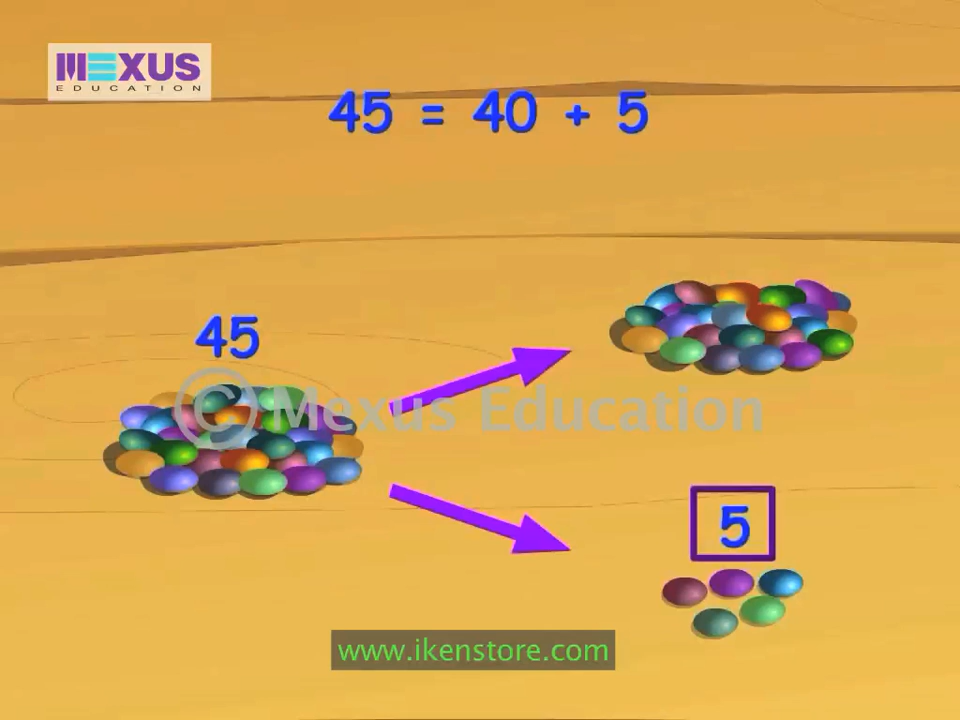 MEXUS
EDUCATION
45 = 40 + 5
45
© Mexus Education
5
www.ikenstore.com